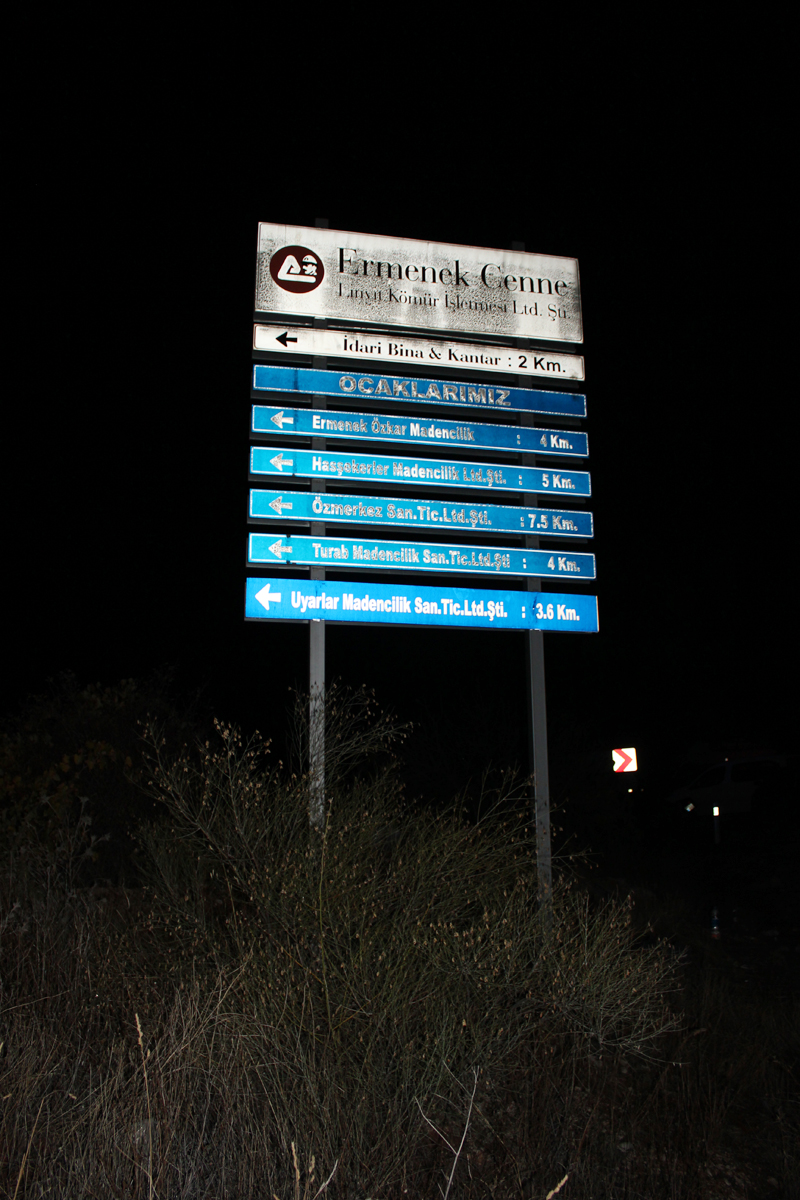 Ermenek Cenne
Linyit Kömür İşletmesi Ltd. Şti.
İdari Bina & Kantar : 2 Km.
OCAKLARIMIZ
Ermenek Özkar Madencilik : 4 Km.
Hasşekerler Madencilik Ltd.Şti. : 5 Km.
Özmerkez San.Tic.Ltd.Şti. : 7.5 Km.
Turab Madencilik San.Tic.Ltd.Şti : 4 Km.
Uyarlar Madencilik San.Tic.Ltd.Şti. : 3.6 Km.